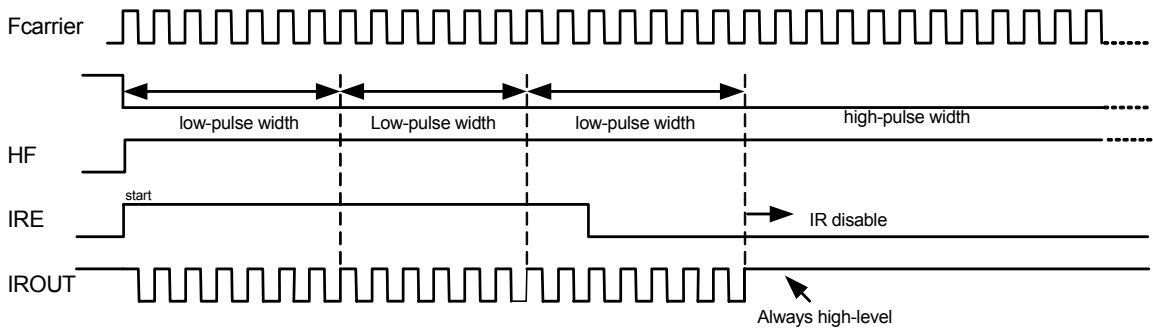 Fcarrier
low-pulse width
Low-pulse width
low-pulse width
high-pulse width
HF
start
IRE
IR disable
IROUT
Always high-level